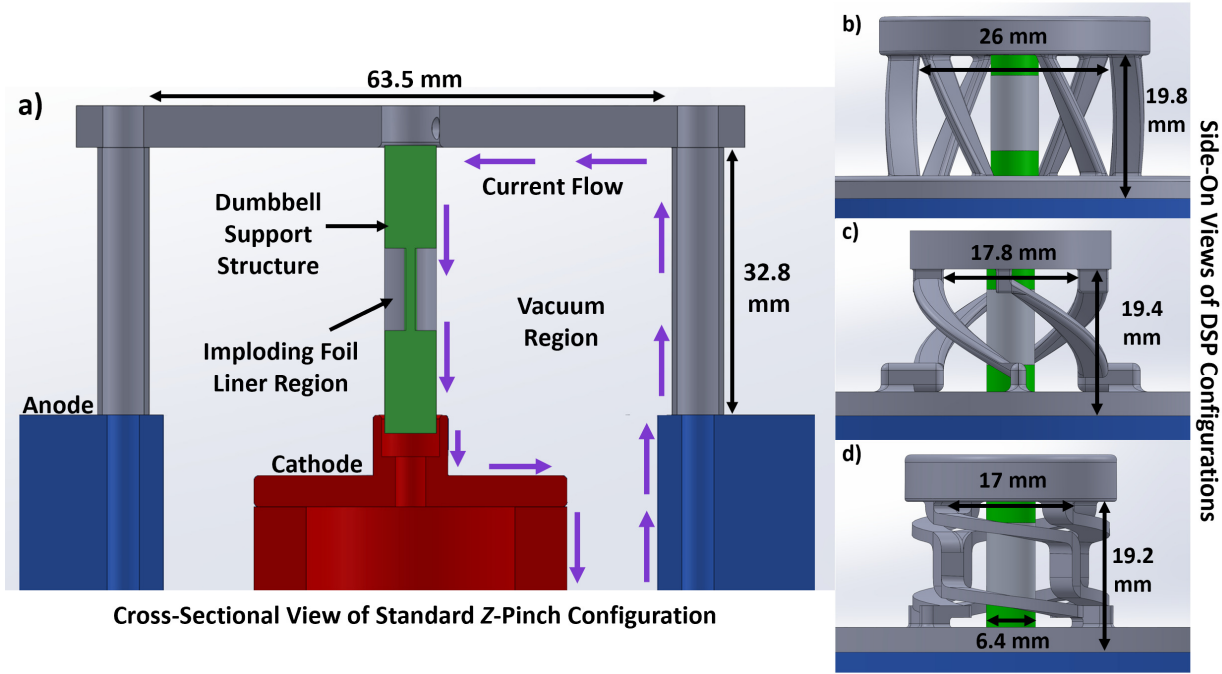 a)
63.5 mm
Current Flow
Dumbbell
Support
Structure
32.8
mm
Vacuum
Region
Imploding Foil
Liner Region
Anode
Cathode
Cross-Sectional View of Standard Z-Pinch Configuration
b)
26 mm
19.8
mm
c)
17.8 mm
19.4
mm
d)
17 mm
19.2
mm
6.4 mm
Side-On Views of DSP Configurations